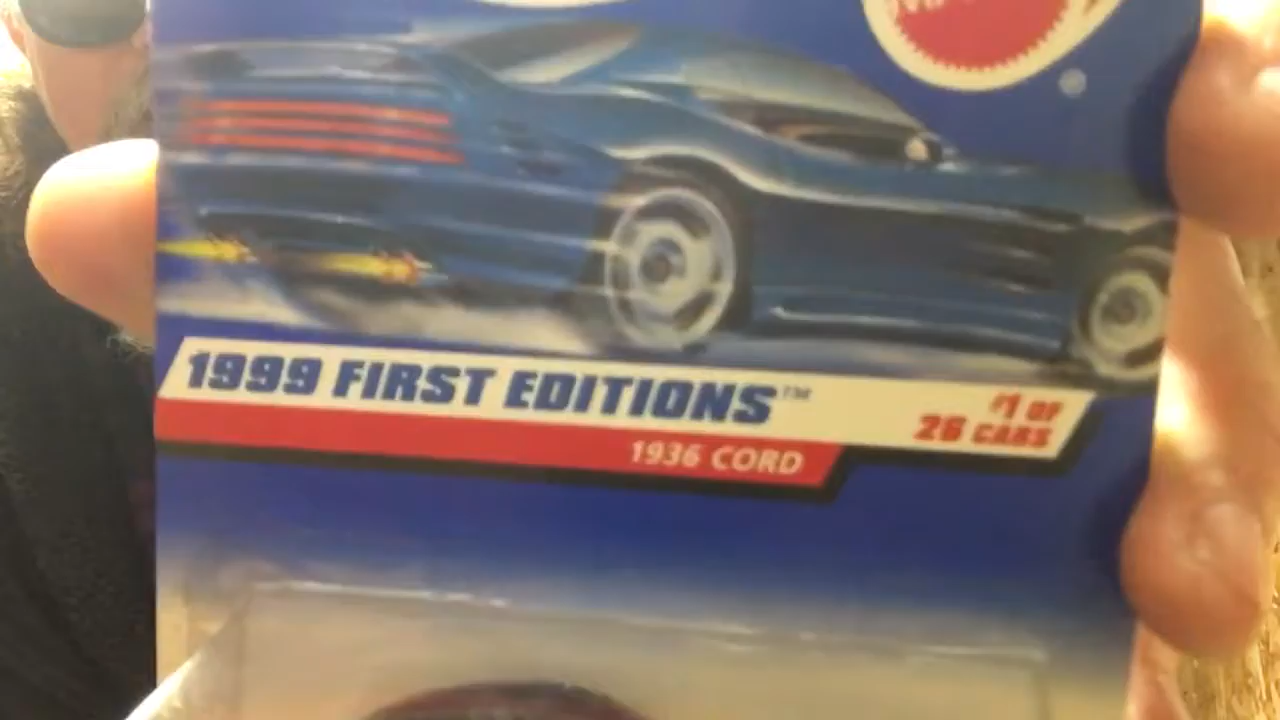 1999 FIRST EDITIONS™
#1 OF
26 CARS
1936 CORD